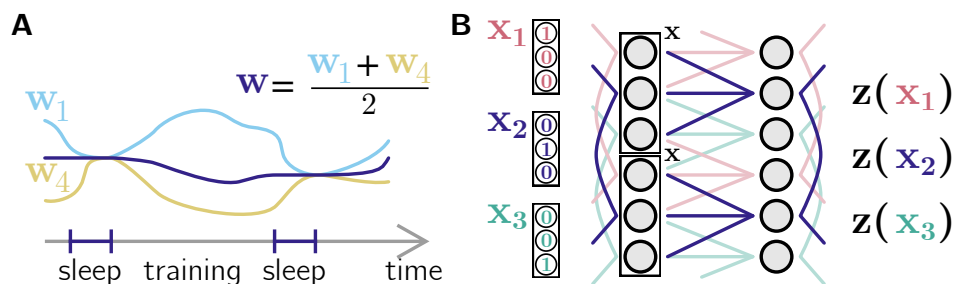 A
w = (w₁ + w₄) / 2
w₁
w₄
sleep training sleep time
B
x₁ 1 0 0
x₂ 0 1 0
x₃ 0 0 1
x
x
z( x₁ )
z( x₂ )
z( x₃ )